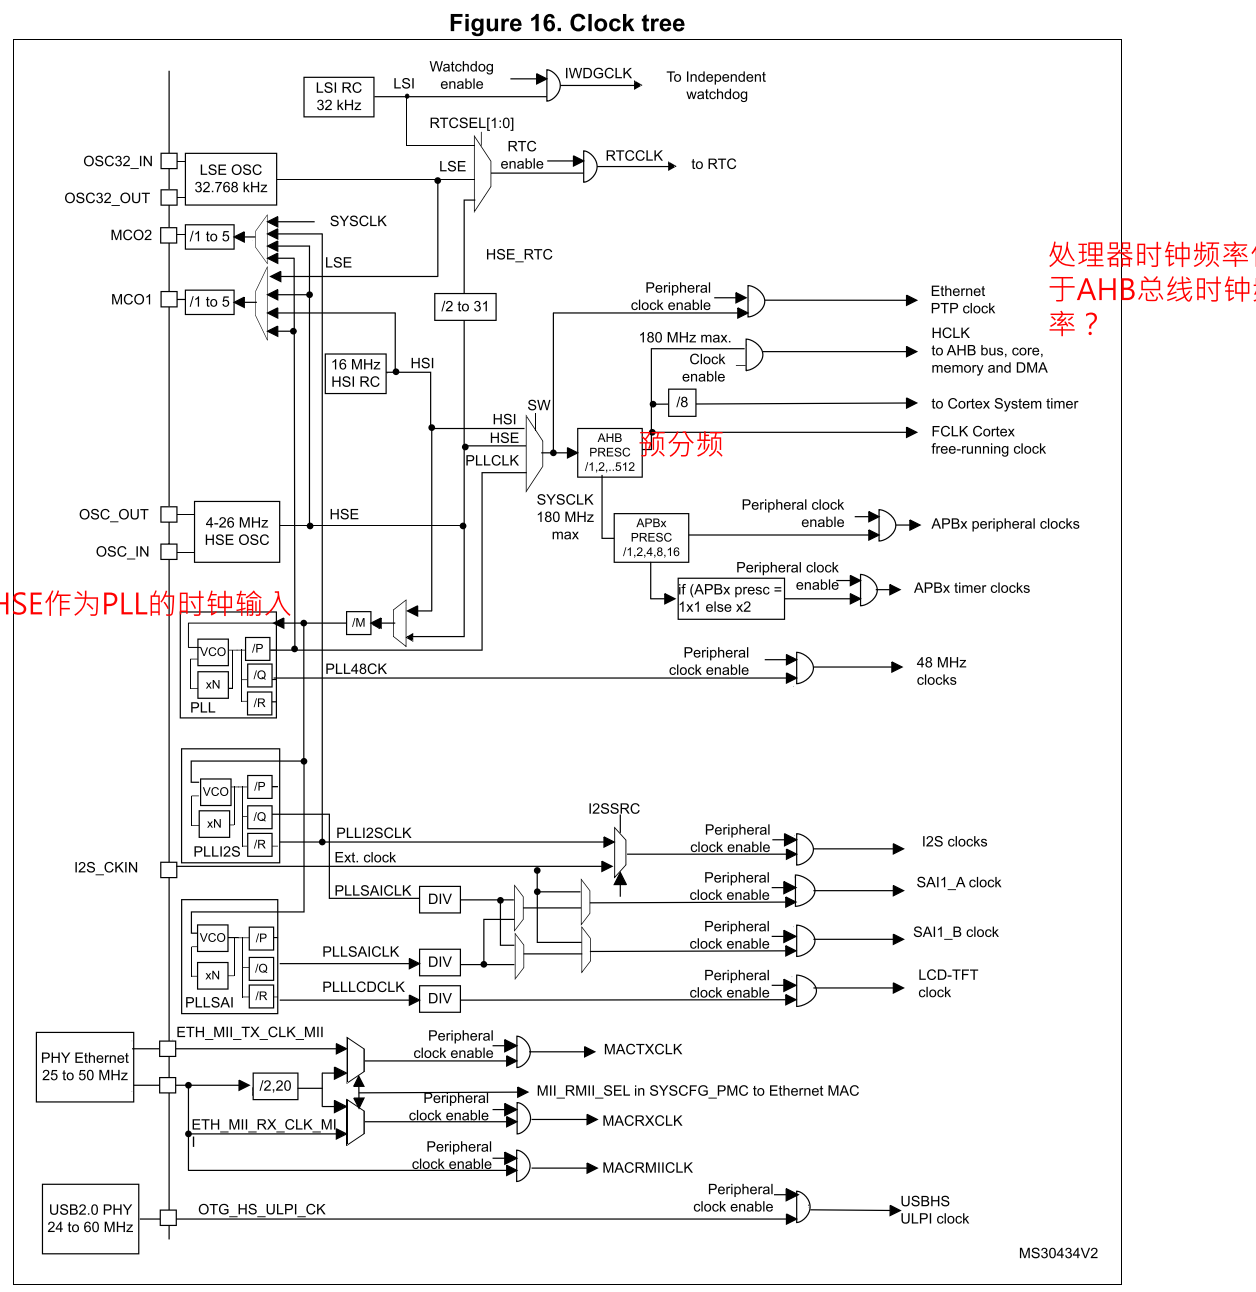 Figure 16. Clock tree
LSI RC
32 kHz
LSI
Watchdog
enable
IWDGCLK
To Independent
watchdog
RTCSEL[1:0]
OSC32_IN
OSC32_OUT
LSE OSC
32.768 kHz
LSE
RTC
enable
RTCCLK
to RTC
MCO2
/1 to 5
SYSCLK
MCO1
/1 to 5
LSE
HSE_RTC
/2 to 31
处理器时钟频率
于AHB总线时钟
率？
Peripheral
clock enable
Ethernet
PTP clock
16 MHz
HSI RC
HSI
180 MHz max.
Clock
enable
HCLK
to AHB bus, core,
memory and DMA
/8
to Cortex System timer
SW
HSI
HSE
PLLCLK
AHB
PRESC
/1,2,..512
预分频
FCLK Cortex
free-running clock
SYSCLK
180 MHz
max
OSC_OUT
OSC_IN
4-26 MHz
HSE OSC
HSE
APBx
PRESC
/1,2,4,8,16
Peripheral clock
enable
APBx peripheral clocks
if (APBx presc =
1x1 else x2
Peripheral clock
enable
APBx timer clocks
HSE作为PLL的时钟输入
/M
VCO
xN
/P
/Q
/R
PLL
PLL48CK
Peripheral
clock enable
48 MHz
clocks
VCO
xN
/P
/Q
/R
PLLI2S
I2SSRC
PLLI2SCLK
Peripheral
clock enable
I2S clocks
I2S_CKIN
Ext. clock
PLLSAICLK
DIV
Peripheral
clock enable
SAI1_A clock
VCO
xN
/P
/Q
/R
PLLSAI
PLLSAICLK
DIV
Peripheral
clock enable
SAI1_B clock
PLLLCDCLK
DIV
Peripheral
clock enable
LCD-TFT
clock
PHY Ethernet
25 to 50 MHz
ETH_MII_TX_CLK_MII
Peripheral
clock enable
MACTXCLK
/2,20
MII_RMII_SEL in SYSCFG_PMC to Ethernet MAC
ETH_MII_RX_CLK_MI
I
Peripheral
clock enable
MACRXCLK
Peripheral
clock enable
MACRMIICLK
USB2.0 PHY
24 to 60 MHz
OTG_HS_ULPI_CK
Peripheral
clock enable
USBHS
ULPI clock
MS30434V2